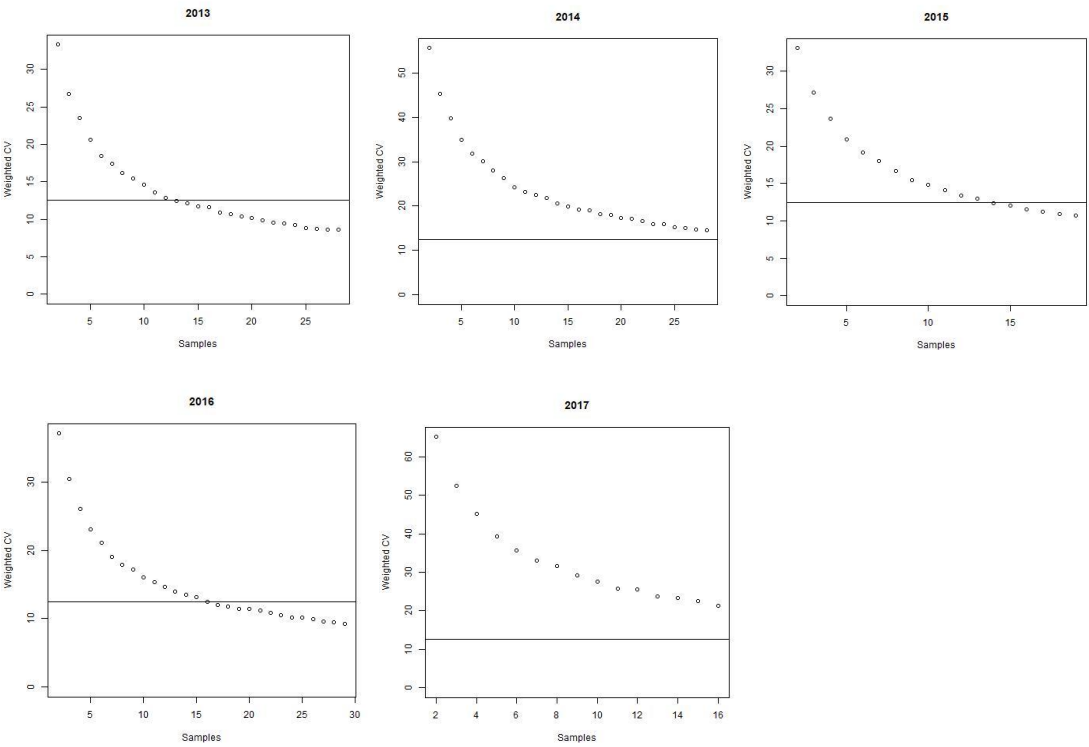 2013
Weighted CV
0 5 10 15 20 25 30
5 10 15 20 25
Samples
2014
Weighted CV
0 10 20 30 40 50
5 10 15 20 25
Samples
2015
Weighted CV
0 5 10 15 20 25 30
5 10 15
Samples
2016
Weighted CV
0 10 20 30
5 10 15 20 25 30
Samples
2017
Weighted CV
0 10 20 30 40 50 60
2 4 6 8 10 12 14 16
Samples